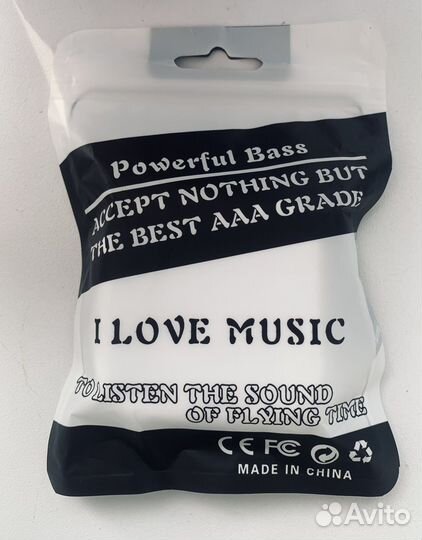 Powerful Bass
ACCEPT NOTHING BUT
THE BEST AAA GRADE
I LOVE MUSIC
TO LISTEN THE SOUND
OF FLYING TIME
CE FC
MADE IN CHINA
Avito